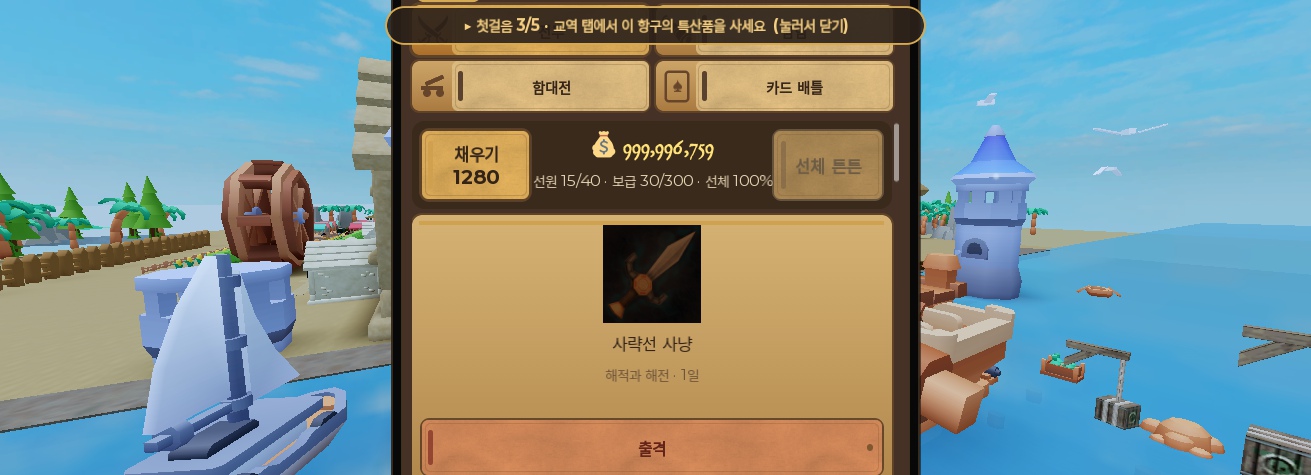 ▸ 첫걸음 3/5 · 교역 탭에서 이 항구의 특산품을 사세요 (눌러서 닫기)
함대전
카드 배틀
채우기
1280
999,996,759
선원 15/40 · 보급 30/300 · 선체 100%
선체 튼튼
사략선 사냥
해적과 해전 · 1일
출격